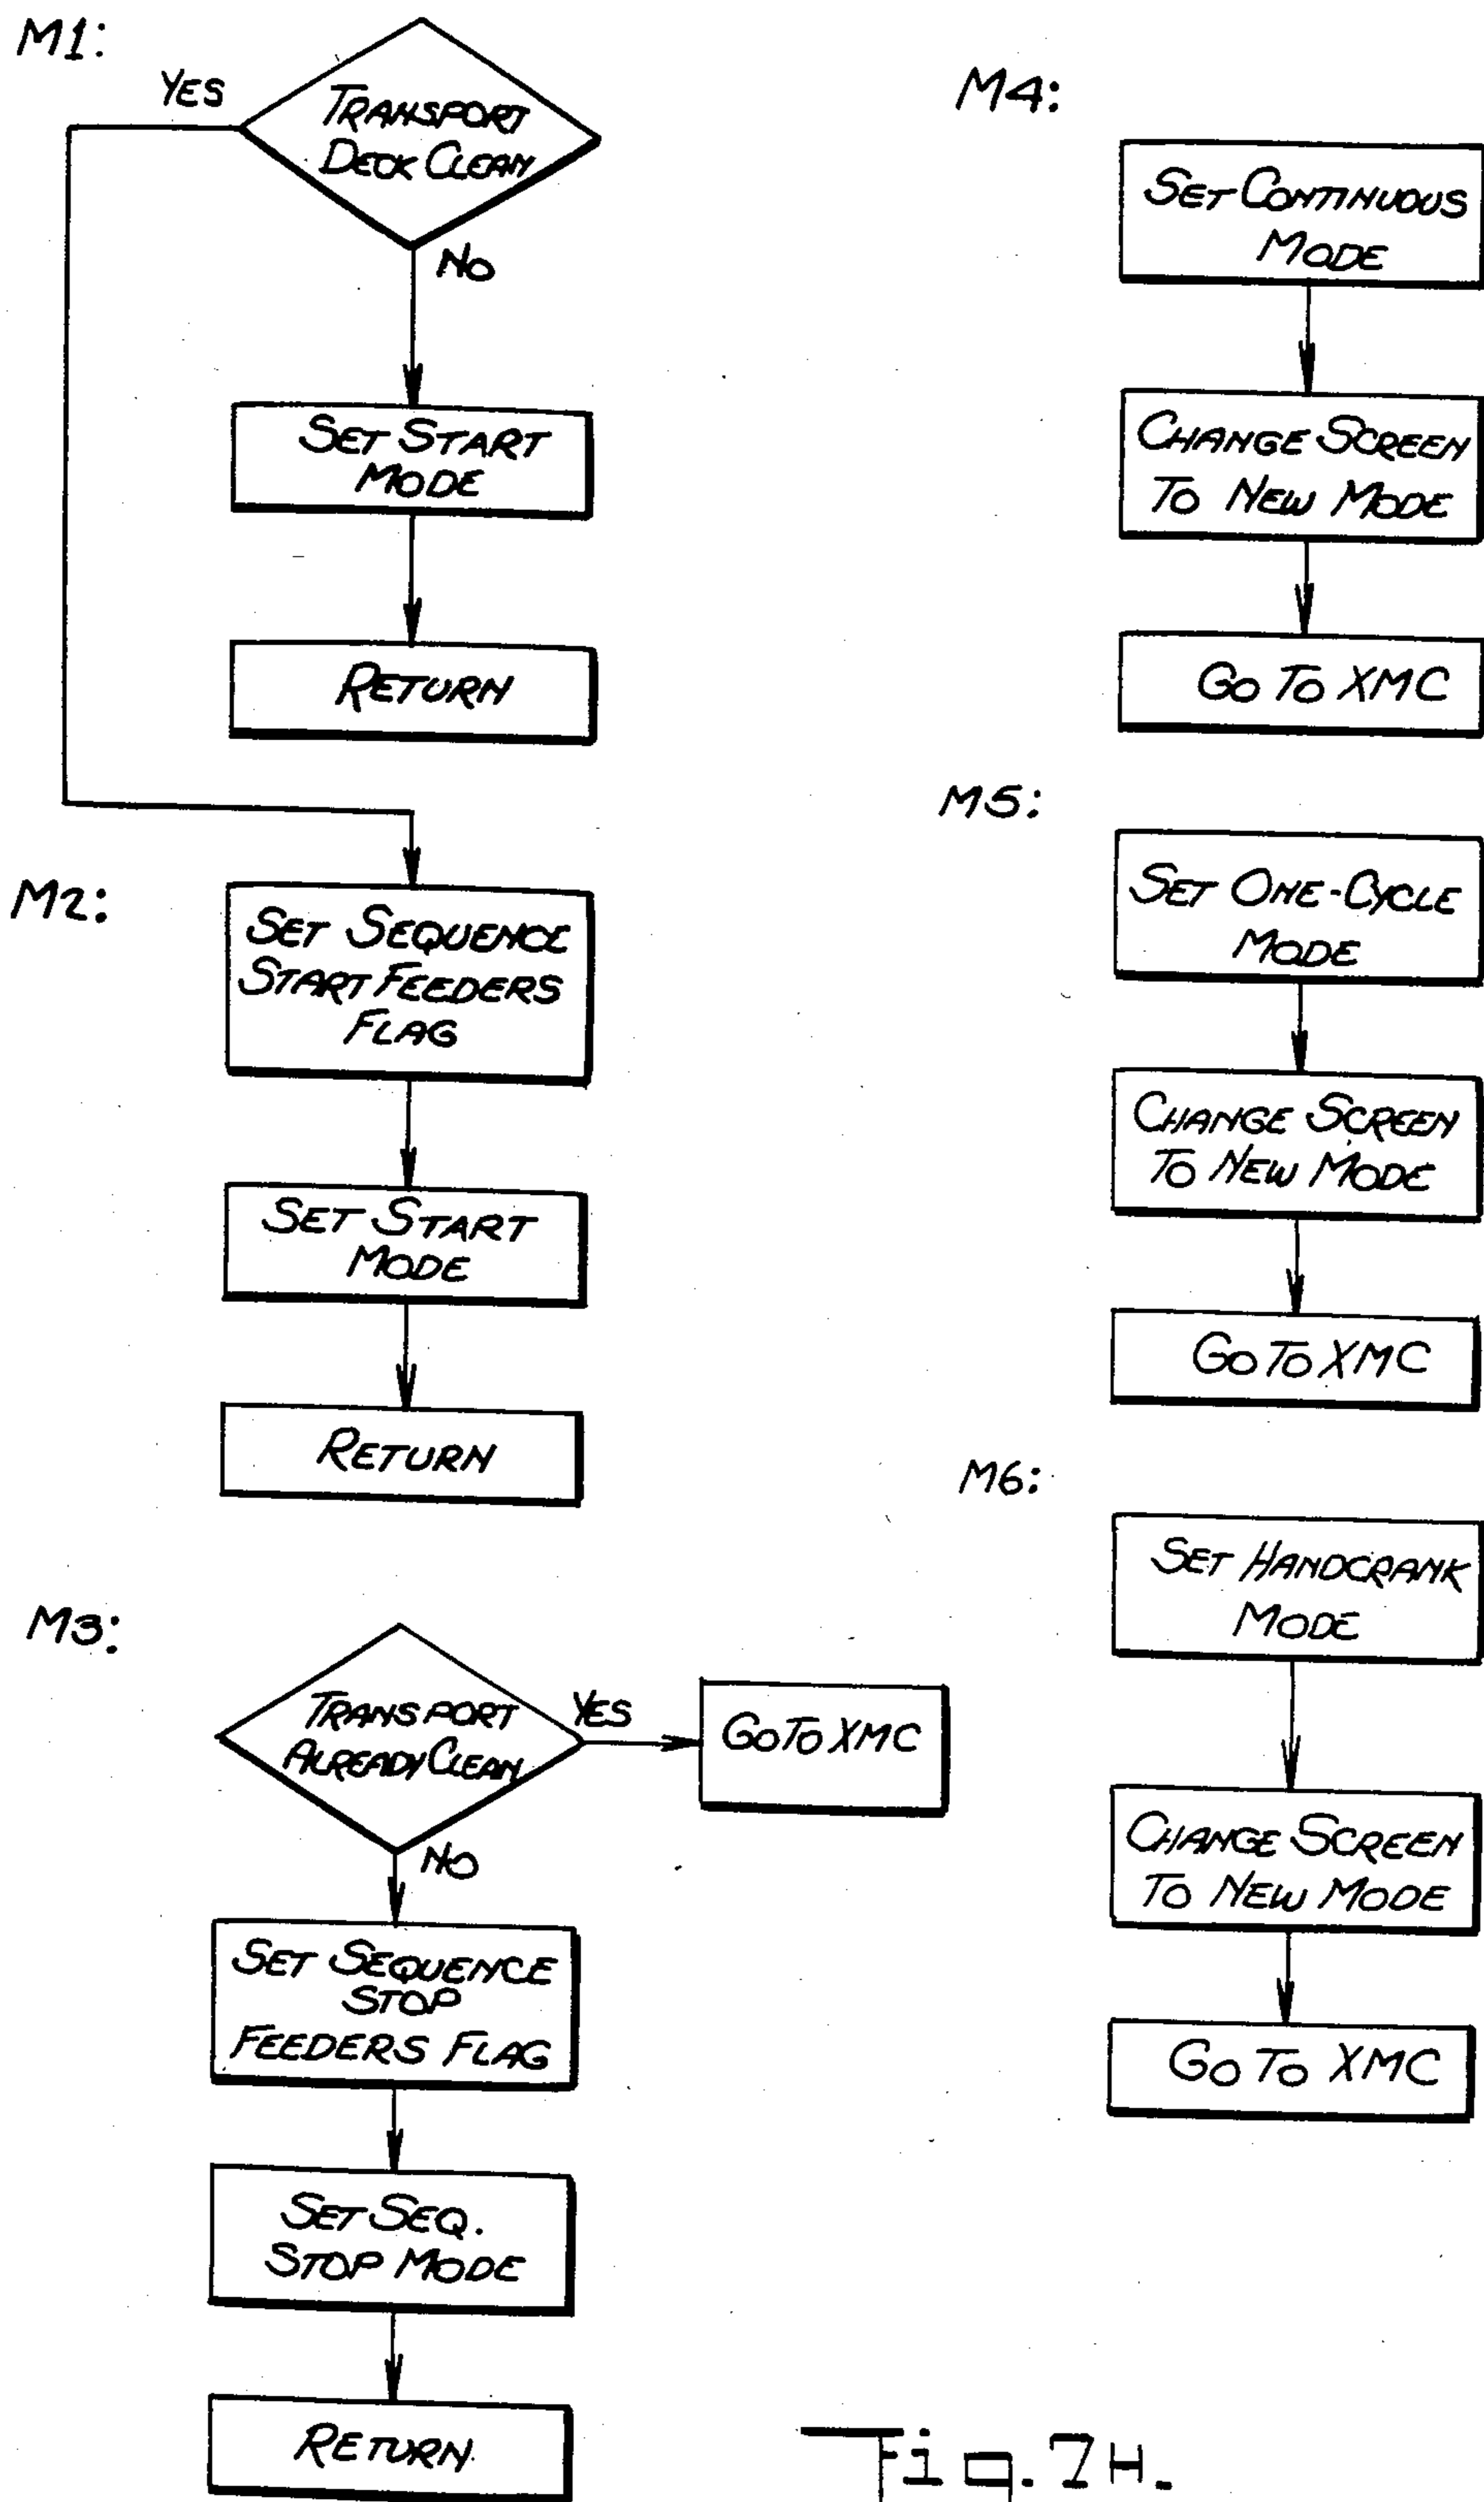 M1:
YES
TRANSPORT
DECK CLEAN
NO
SET START
MODE
RETURN
M2:
SET SEQUENCE
START FEEDERS
FLAG
SET START
MODE
RETURN
M3:
TRANSPORT
ALREADY CLEAN
YES
GO TO XMC
NO
SET SEQUENCE
STOP
FEEDERS FLAG
SET SEQ.
STOP MODE
RETURN.
M4:
SET CONTINUOUS
MODE
CHANGE SCREEN
TO NEW MODE
GO TO XMC
M5:
SET ONE-CYCLE
MODE
CHANGE SCREEN
TO NEW MODE
GO TO XMC
M6:
SET HANDCRANK
MODE
CHANGE SCREEN
TO NEW MODE
GO TO XMC
Fig. 7H.